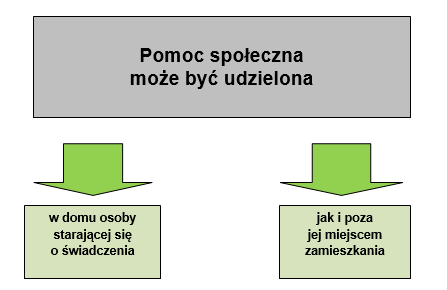 Pomoc społeczna
może być udzielona
w domu osoby
starającej się
o świadczenia
jak i poza
jej miejscem
zamieszkania